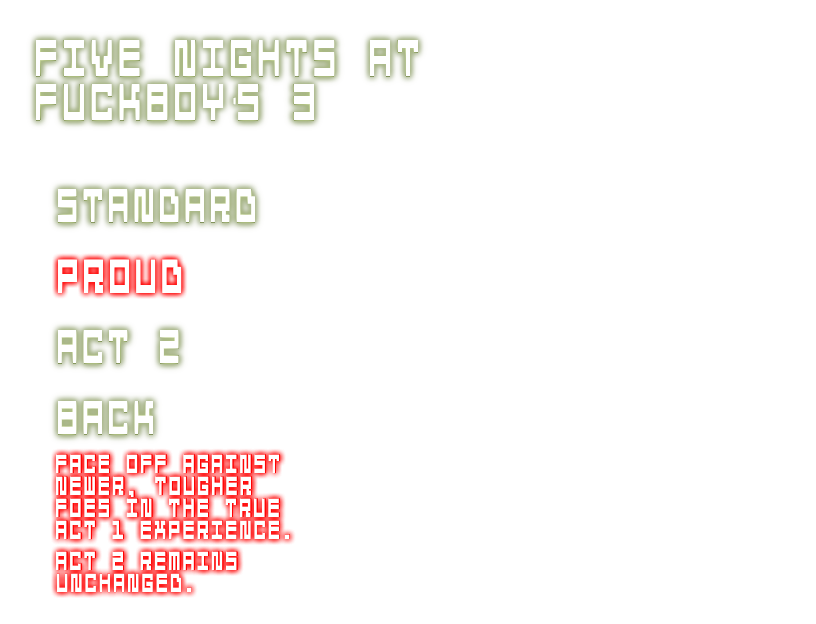 FIVE NIGHTS AT
FUCKBOY'S 3
STANDARD
PROUD
ACT 2
BACK
FACE OFF AGAINST
NEWER, TOUGHER
FOES IN THE TRUE
ACT 1 EXPERIENCE.
ACT 2 REMAINS
UNCHANGED.